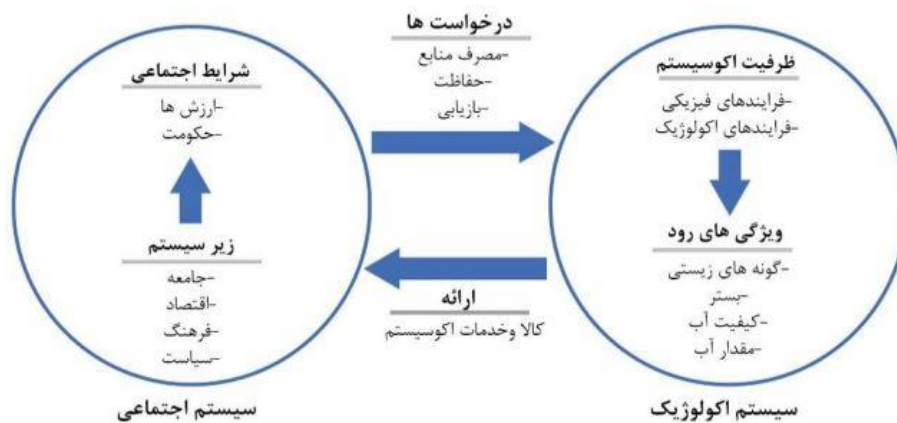 درخواست ها
-مصرف منابع
-حفاظت
-بازیابی
ظرفیت اکوسیستم
-فرایندهای فیزیکی
-فرایندهای اکولوژیک
ویژگی های رود
-گونه های زیستی
-بستر
-کیفیت آب
-مقدار آب
سیستم اکولوژیک
شرایط اجتماعی
-ارزش ها
-حکومت
زیر سیستم
-جامعه
-اقتصاد
-فرهنگ
-سیاست
سیستم اجتماعی
ارائه
کالا وخدمات اکوسیستم